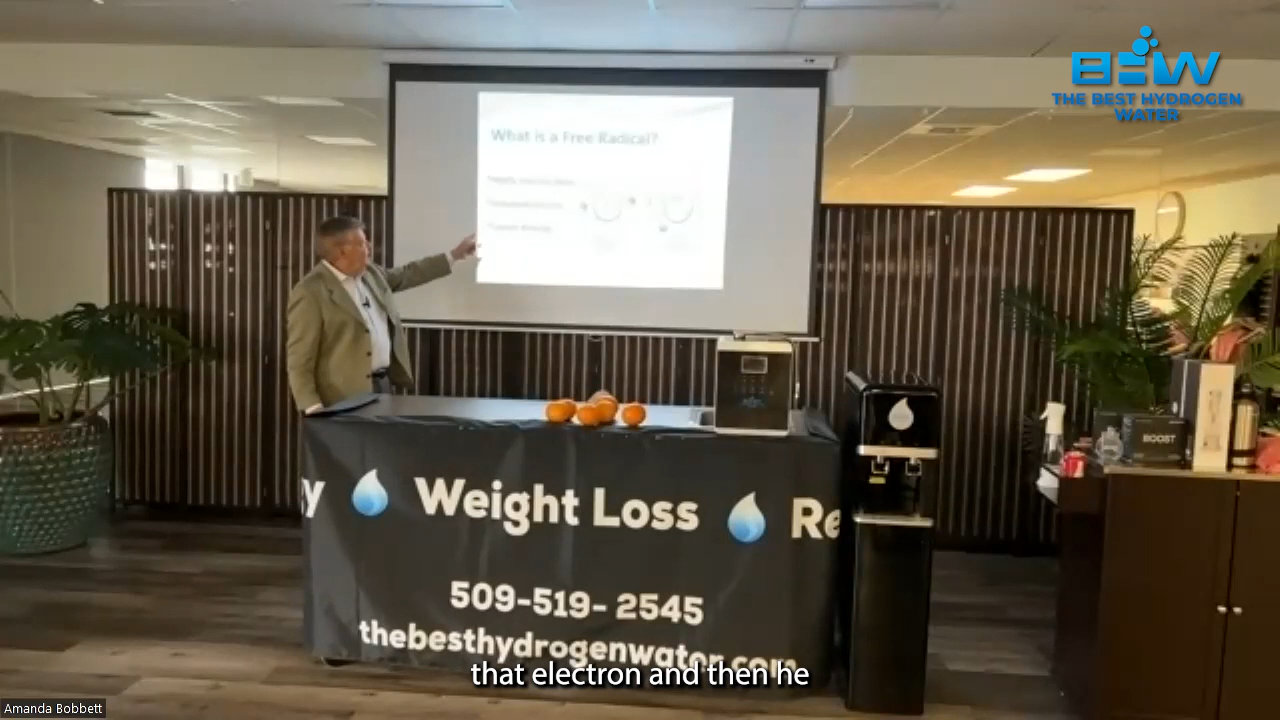 BHW
THE BEST HYDROGEN
WATER
What is a Free Radical?
BOOST
y Weight Loss Re
509-519- 2545
thebesthydrogenwater.com
that electron and then he
Amanda Bobbett